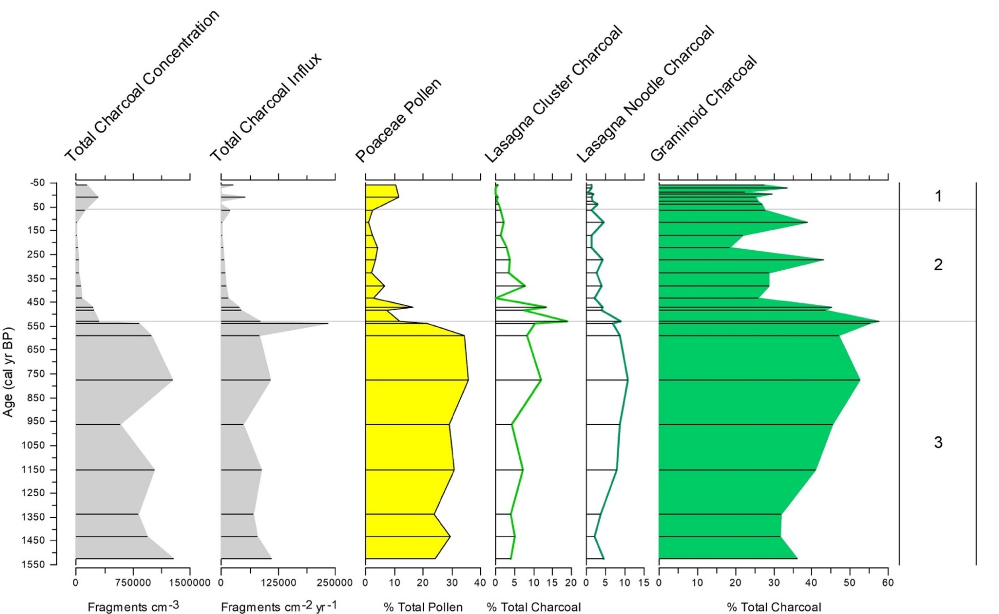 Total Charcoal Concentration
Total Charcoal Influx
Poaceae Pollen
Lasagna Cluster Charcoal
Lasagna Noodle Charcoal
Graminoid Charcoal
Age (cal yr BP)
-50
50
150
250
350
450
550
650
750
850
950
1050
1150
1250
1350
1450
1550
1
2
3
0 750000 1500000
0 125000 250000
0 10 20 30 40
0 5 10 15 20
0 5 10 15
0 10 20 30 40 50 60
Fragments cm-3
Fragments cm-2 yr-1
% Total Pollen
% Total Charcoal
% Total Charcoal